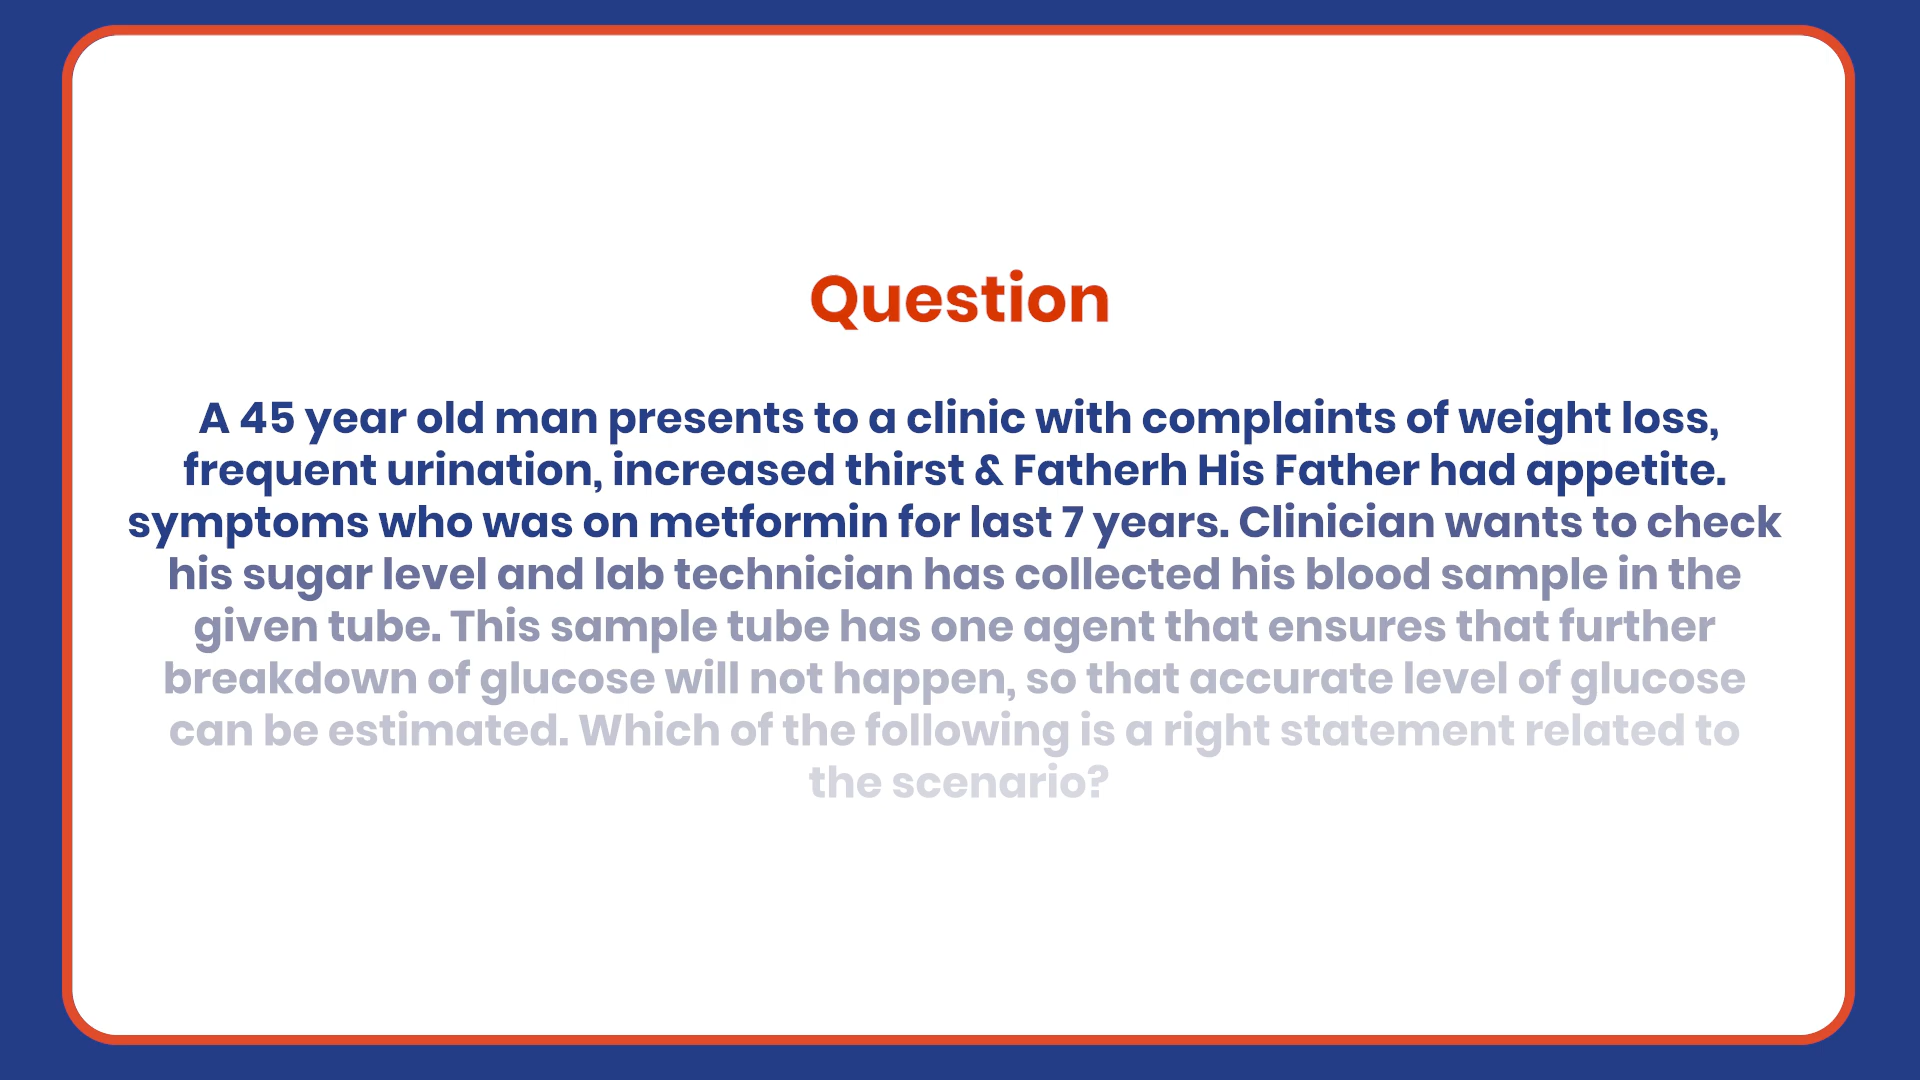 Question
A 45 year old man presents to a clinic with complaints of weight loss,
frequent urination, increased thirst & Fatherh His Father had appetite.
symptoms who was on metformin for last 7 years. Clinician wants to check
his sugar level and lab technician has collected his blood sample in the
given tube. This sample tube has one agent that ensures that further
breakdown of glucose will not happen, so that accurate level of glucose
can be estimated. Which of the following is a right statement related to
the scenario?